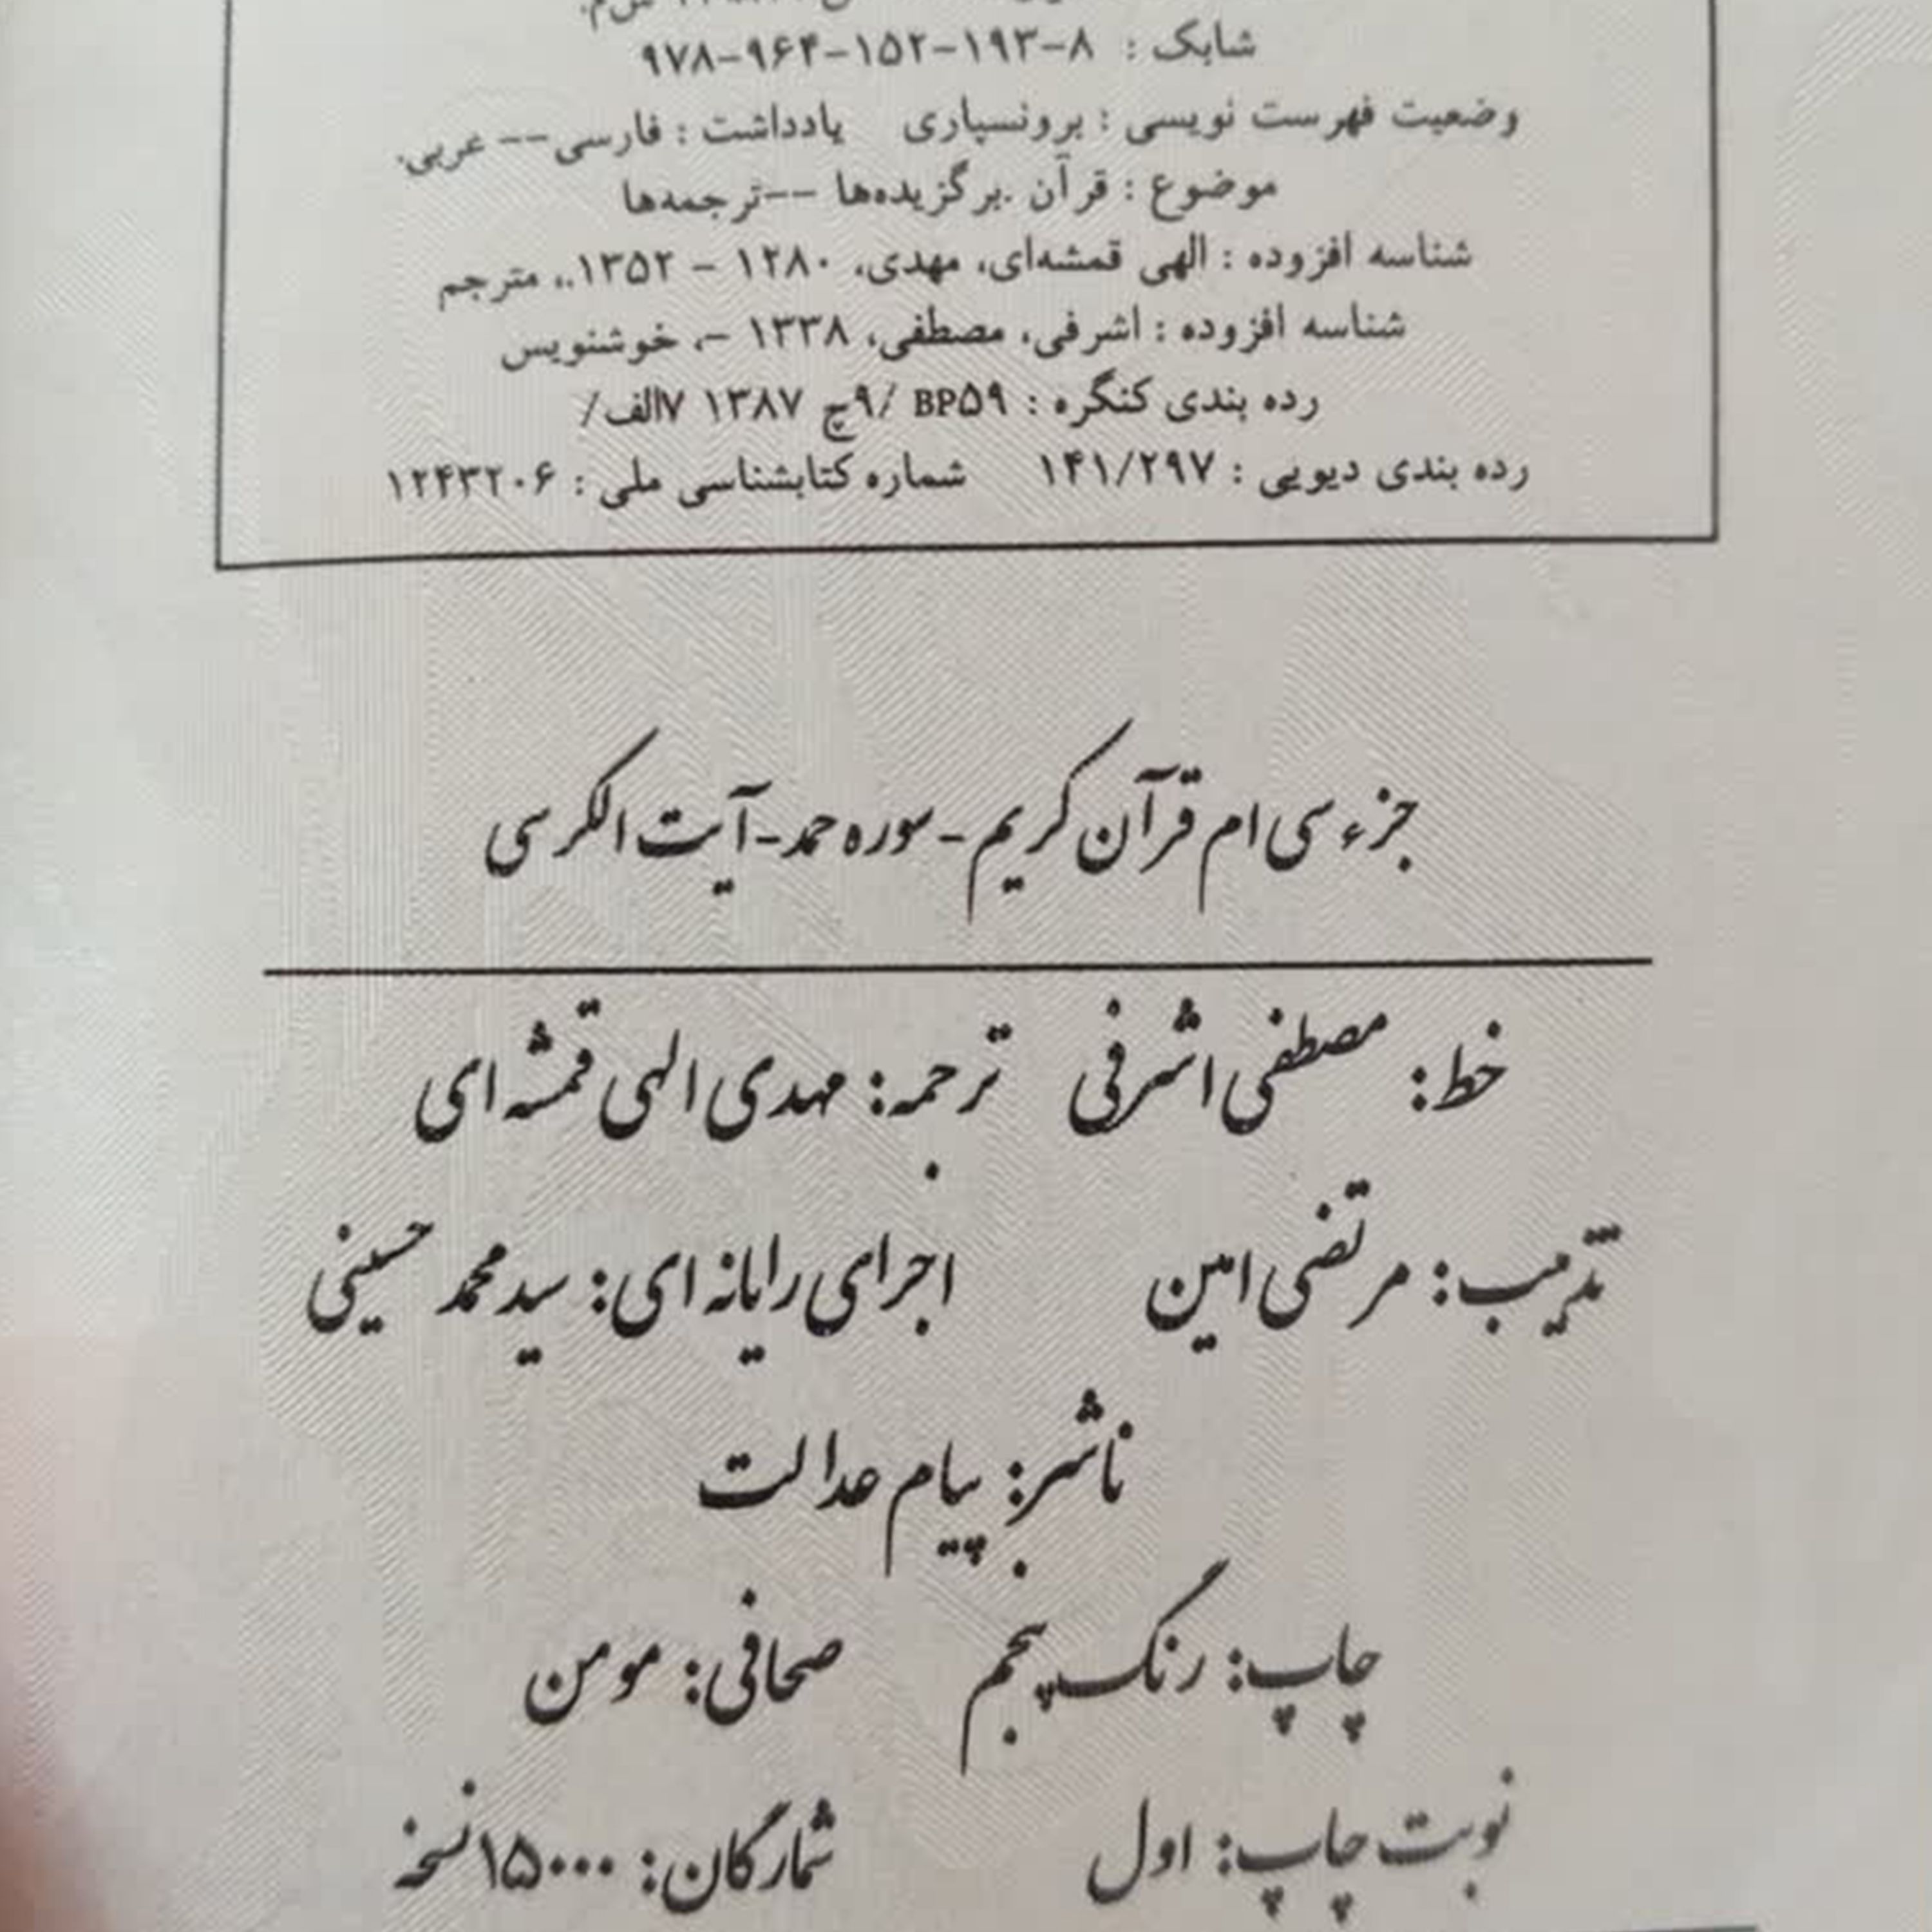 شابک : ۹۷۸-۹۶۴-۱۵۲-۱۹۳-۸
وضعیت فهرست نویسی : برونسپاری یادداشت : فارسی-- عربی.
موضوع : قرآن .برگزیده‌ها --ترجمه‌ها
شناسه افزوده : الهی قمشه‌ای، مهدی، ۱۲۸۰ - ۱۳۵۲.، مترجم
شناسه افزوده : اشرفی، مصطفی، ۱۳۳۸ -، خوشنویس
رده بندی کنگره : BP۵۹ /۹چ ۱۳۸۷ ۷الف/
رده بندی دیویی : ۱۴۱/۲۹۷ شماره کتابشناسی ملی : ۱۲۴۳۲۰۶
جزء سی ام قرآن کریم - سوره حمد - آیت الکرسی
خط: مصطفی اشرفی ترجمه: مهدی الهی قمشه ای
تذهیب: مرتضی امین اجرای رایانه ای: سید محمد حسینی
ناشر: پیام عدالت
چاپ: رنگ پنجم صحافی: مومن
نوبت چاپ: اول شمارگان: ۱۵۰۰۰ نسخه